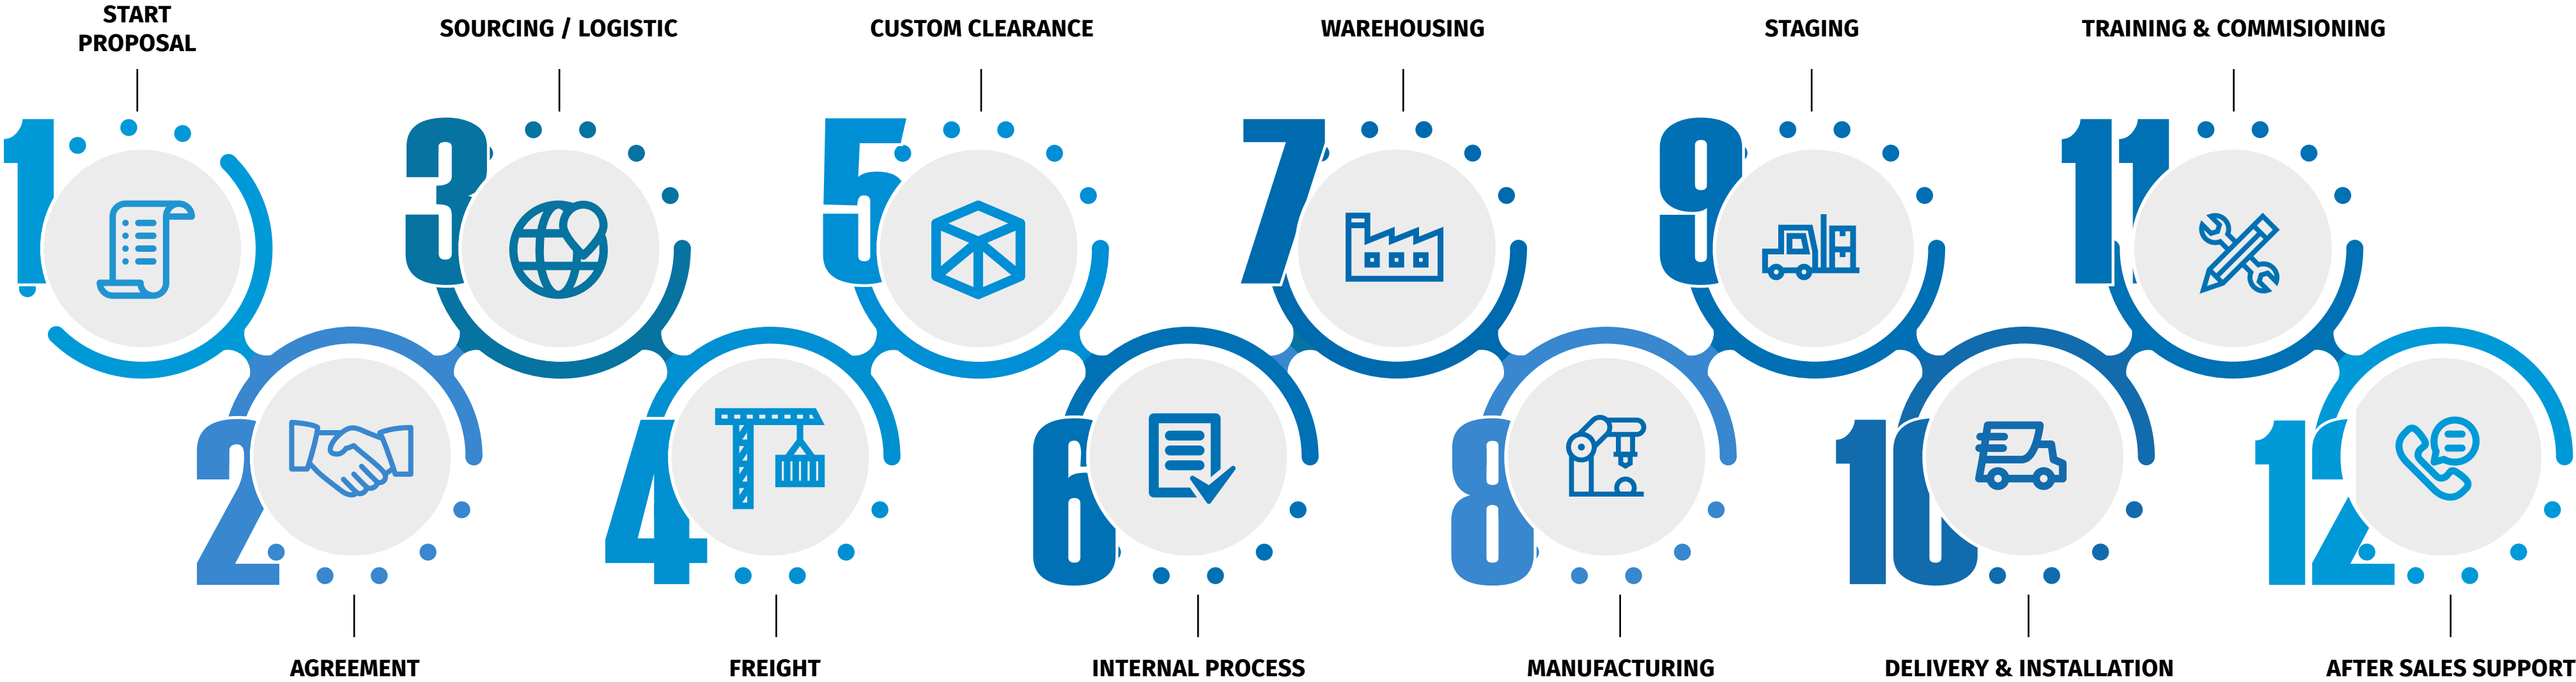 START
PROPOSAL
SOURCING / LOGISTIC
CUSTOM CLEARANCE
WAREHOUSING
STAGING
TRAINING & COMMISIONING
1
3
5
7
9
11
2
4
6
8
10
12
AGREEMENT
FREIGHT
INTERNAL PROCESS
MANUFACTURING
DELIVERY & INSTALLATION
AFTER SALES SUPPORT